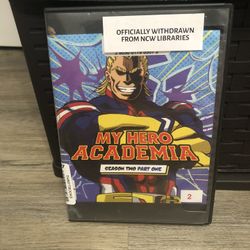 OFFICIALLY WITHDRAWN
FROM NCW LIBRARIES
MY HERO
ACADEMIA
SEASON TWO PART ONE
2